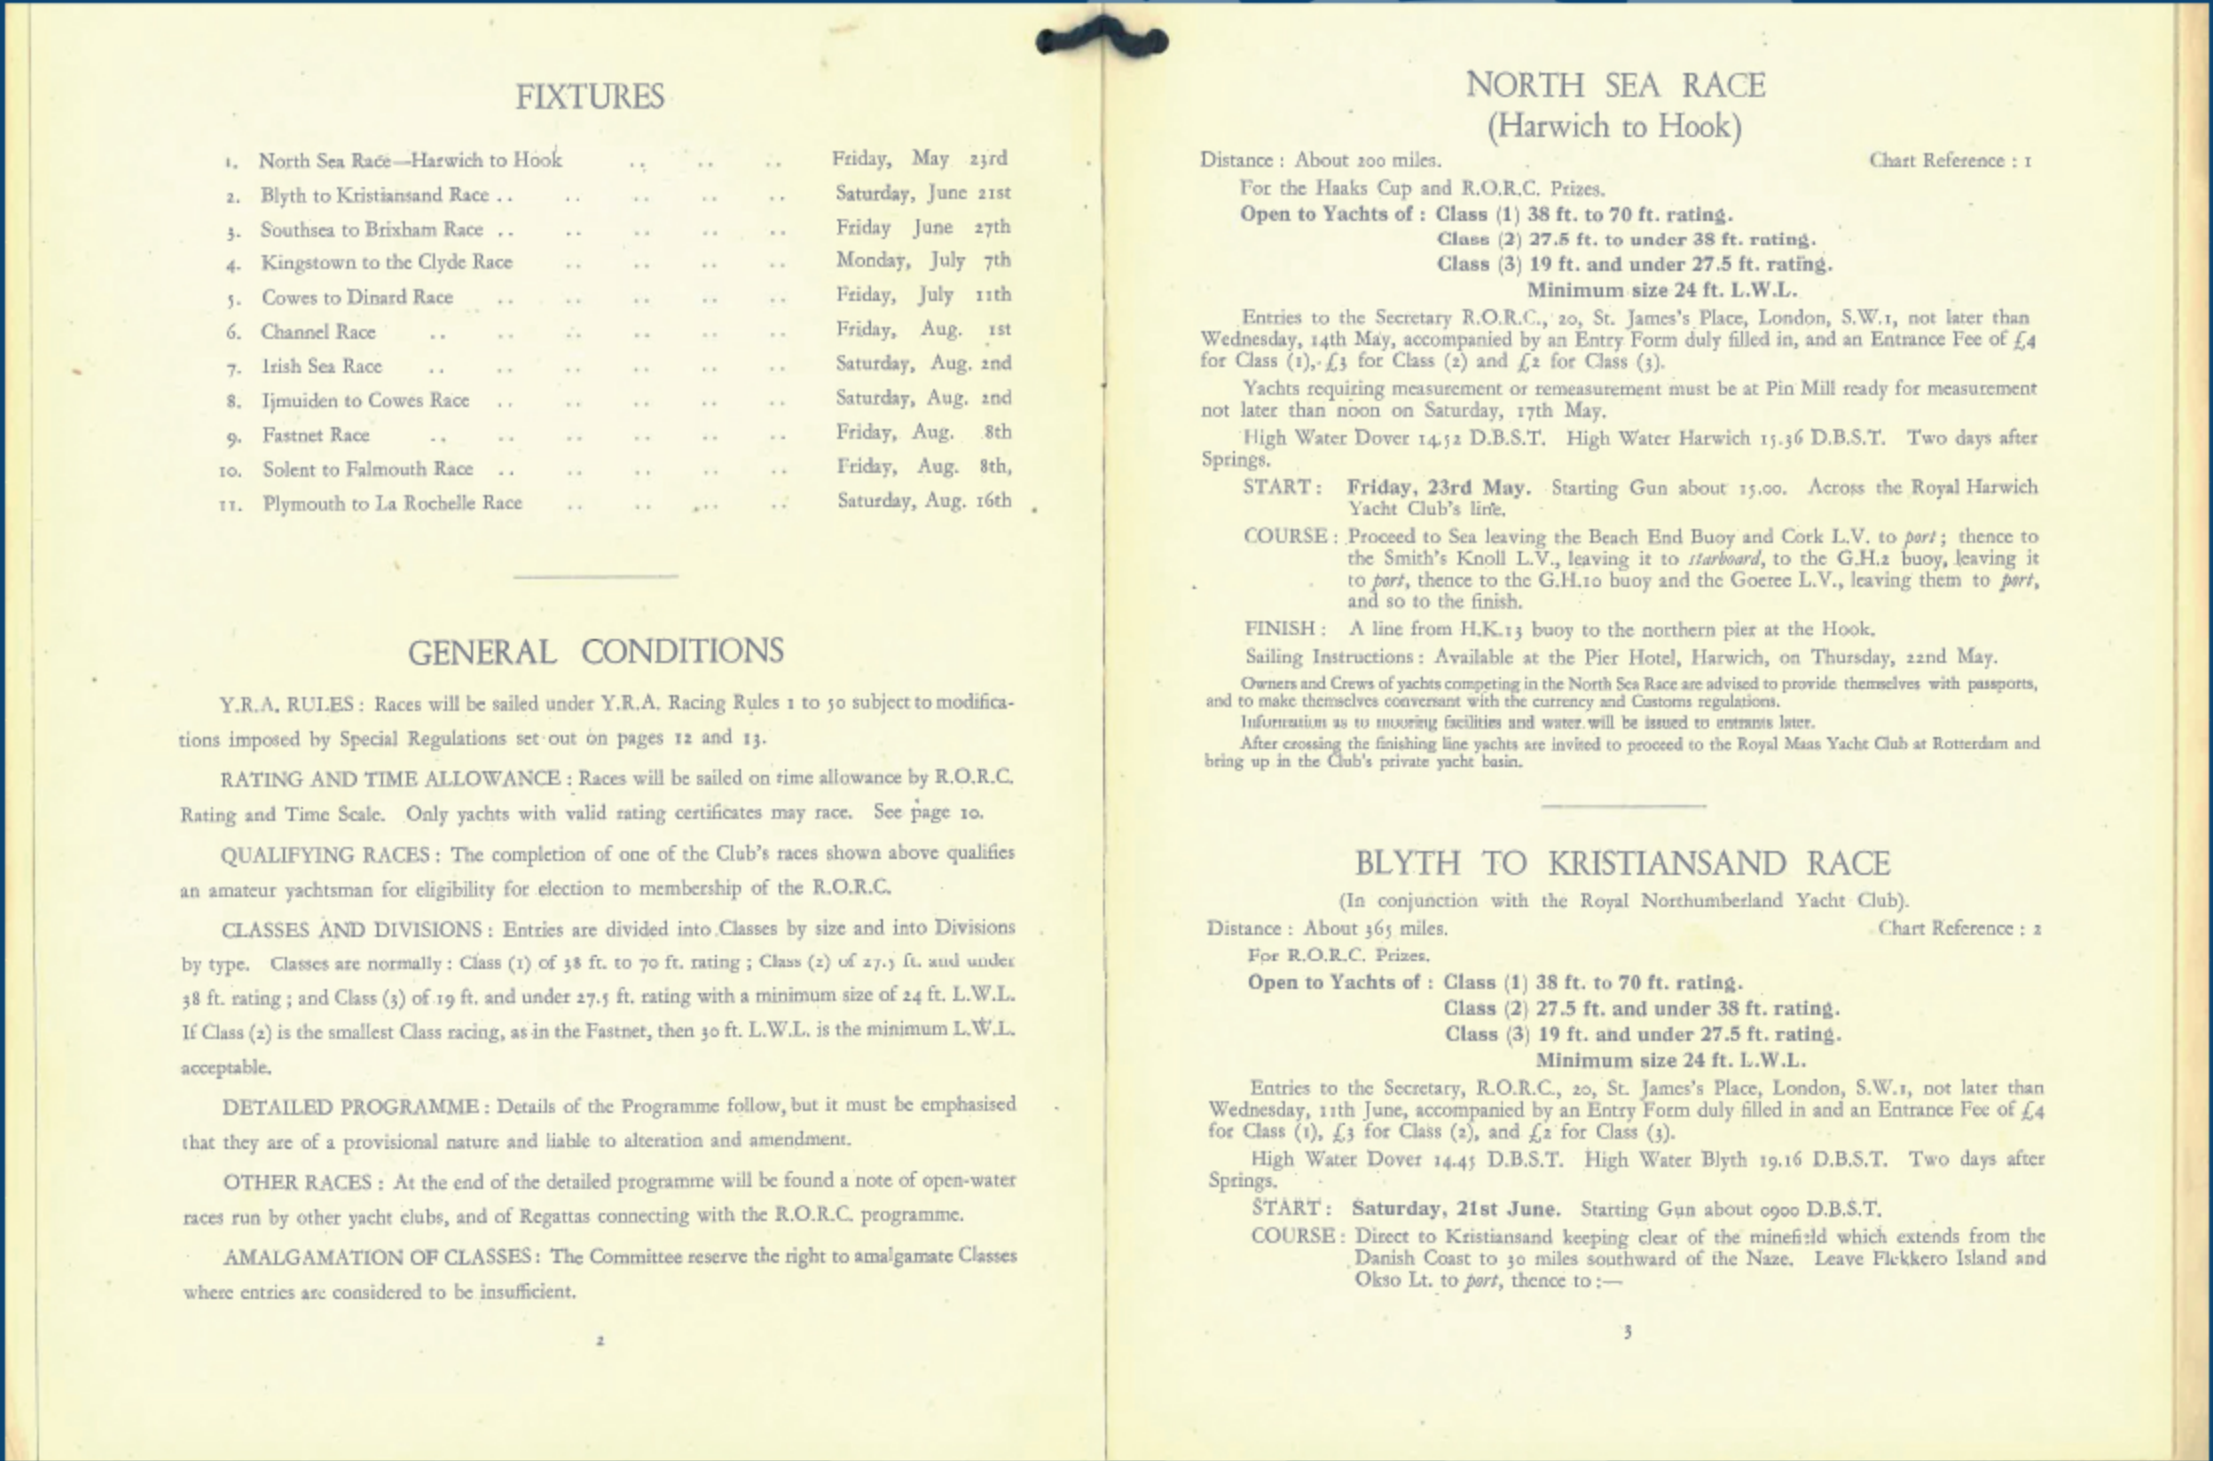 FIXTURES
1. North Sea Race—Harwich to Hook .. .. .. Friday, May 23rd
2. Blyth to Kristiansand Race .. .. .. .. .. Saturday, June 21st
3. Southsea to Brixham Race .. .. .. .. .. Friday June 27th
4. Kingstown to the Clyde Race .. .. .. .. Monday, July 7th
5. Cowes to Dinard Race .. .. .. .. .. Friday, July 11th
6. Channel Race .. .. .. .. .. .. Friday, Aug. 1st
7. Irish Sea Race .. .. .. .. .. .. Saturday, Aug. 2nd
8. Ijmuiden to Cowes Race .. .. .. .. .. Saturday, Aug. 2nd
9. Fastnet Race .. .. .. .. .. .. Friday, Aug. 8th
10. Solent to Falmouth Race .. .. .. .. .. Friday, Aug. 8th,
11. Plymouth to La Rochelle Race .. .. .. .. Saturday, Aug. 16th
GENERAL CONDITIONS
Y.R.A. RULES : Races will be sailed under Y.R.A. Racing Rules 1 to 50 subject to modifica-
tions imposed by Special Regulations set out on pages 12 and 13.
RATING AND TIME ALLOWANCE : Races will be sailed on time allowance by R.O.R.C.
Rating and Time Scale. Only yachts with valid rating certificates may race. See page 10.
QUALIFYING RACES : The completion of one of the Club's races shown above qualifies
an amateur yachtsman for eligibility for election to membership of the R.O.R.C.
CLASSES AND DIVISIONS : Entries are divided into Classes by size and into Divisions
by type. Classes are normally : Class (1) of 38 ft. to 70 ft. rating ; Class (2) of 27.5 ft. and under
38 ft. rating ; and Class (3) of 19 ft. and under 27.5 ft. rating with a minimum size of 24 ft. L.W.L.
If Class (2) is the smallest Class racing, as in the Fastnet, then 30 ft. L.W.L. is the minimum L.W.L.
acceptable.
DETAILED PROGRAMME : Details of the Programme follow, but it must be emphasised
that they are of a provisional nature and liable to alteration and amendment.
OTHER RACES : At the end of the detailed programme will be found a note of open-water
races run by other yacht clubs, and of Regattas connecting with the R.O.R.C. programme.
AMALGAMATION OF CLASSES : The Committee reserve the right to amalgamate Classes
where entries are considered to be insufficient.
2
NORTH SEA RACE
(Harwich to Hook)
Distance : About 200 miles. Chart Reference : 1
For the Haaks Cup and R.O.R.C. Prizes.
Open to Yachts of : Class (1) 38 ft. to 70 ft. rating.
Class (2) 27.5 ft. to under 38 ft. rating.
Class (3) 19 ft. and under 27.5 ft. rating.
Minimum size 24 ft. L.W.L.
Entries to the Secretary R.O.R.C., 20, St. James's Place, London, S.W.1, not later than
Wednesday, 14th May, accompanied by an Entry Form duly filled in, and an Entrance Fee of £4
for Class (1), £3 for Class (2) and £2 for Class (3).
Yachts requiring measurement or remeasurement must be at Pin Mill ready for measurement
not later than noon on Saturday, 17th May.
High Water Dover 14.52 D.B.S.T. High Water Harwich 15.36 D.B.S.T. Two days after
Springs.
START : Friday, 23rd May. Starting Gun about 15.00. Across the Royal Harwich
Yacht Club's line.
COURSE : Proceed to Sea leaving the Beach End Buoy and Cork L.V. to port ; thence to
the Smith's Knoll L.V., leaving it to starboard, to the G.H.2 buoy, leaving it
to port, thence to the G.H.10 buoy and the Goeree L.V., leaving them to port,
and so to the finish.
FINISH : A line from H.K.13 buoy to the northern pier at the Hook.
Sailing Instructions : Available at the Pier Hotel, Harwich, on Thursday, 22nd May.
Owners and Crews of yachts competing in the North Sea Race are advised to provide themselves with passports,
and to make themselves conversant with the currency and Customs regulations.
Information as to mooring facilities and water will be issued to entrants later.
After crossing the finishing line yachts are invited to proceed to the Royal Maas Yacht Club at Rotterdam and
bring up in the Club's private yacht basin.
BLYTH TO KRISTIANSAND RACE
(In conjunction with the Royal Northumberland Yacht Club).
Distance : About 365 miles. Chart Reference : 2
For R.O.R.C. Prizes.
Open to Yachts of : Class (1) 38 ft. to 70 ft. rating.
Class (2) 27.5 ft. and under 38 ft. rating.
Class (3) 19 ft. and under 27.5 ft. rating.
Minimum size 24 ft. L.W.L.
Entries to the Secretary, R.O.R.C., 20, St. James's Place, London, S.W.1, not later than
Wednesday, 11th June, accompanied by an Entry Form duly filled in and an Entrance Fee of £4
for Class (1), £3 for Class (2), and £2 for Class (3).
High Water Dover 14.45 D.B.S.T. High Water Blyth 19.16 D.B.S.T. Two days after
Springs.
START : Saturday, 21st June. Starting Gun about 0900 D.B.S.T.
COURSE : Direct to Kristiansand keeping clear of the minefield which extends from the
Danish Coast to 30 miles southward of the Naze. Leave Flekkero Island and
Okso Lt. to port, thence to :—
3